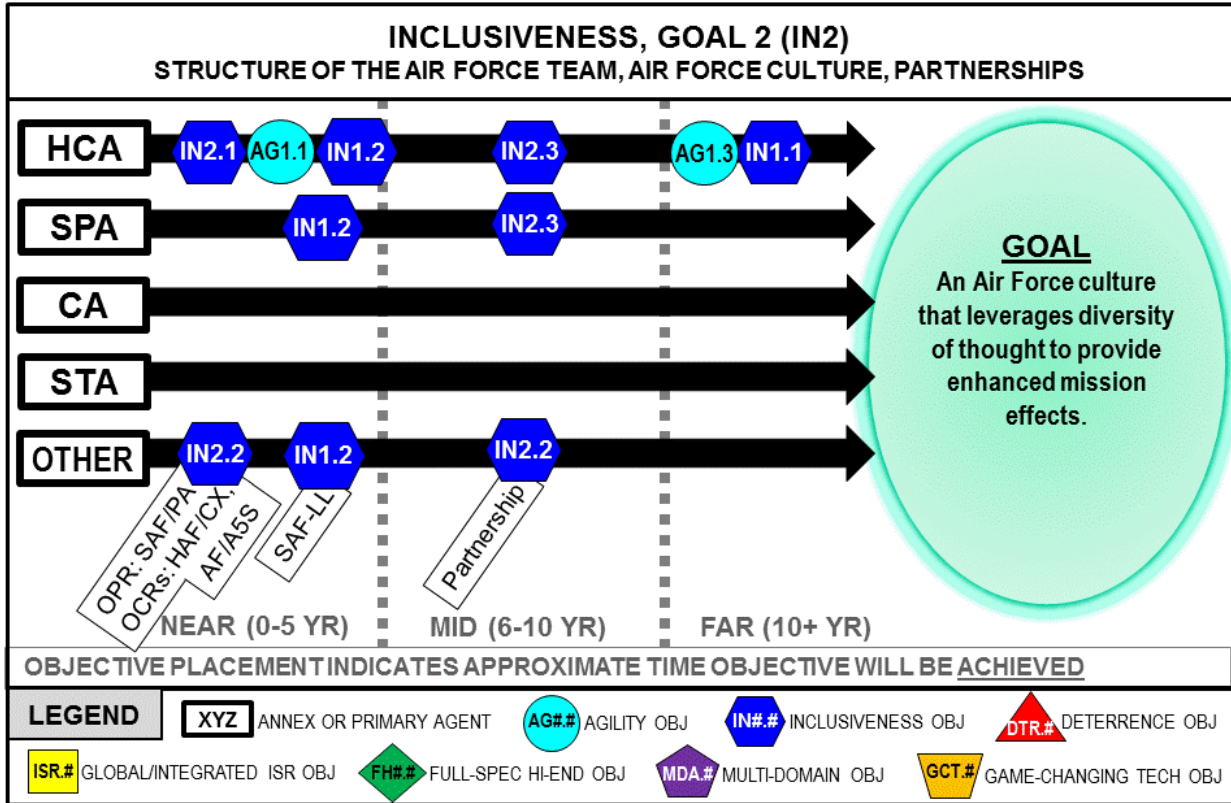 INCLUSIVENESS, GOAL 2 (IN2)
STRUCTURE OF THE AIR FORCE TEAM, AIR FORCE CULTURE, PARTNERSHIPS
HCA
IN2.1
AG1.1
IN1.2
IN2.3
AG1.3
IN1.1
SPA
IN1.2
IN2.3
CA
STA
OTHER
IN2.2
IN1.2
IN2.2
GOAL
An Air Force culture
that leverages diversity
of thought to provide
enhanced mission
effects.
OPR: SAF/PA
OCRs: HAF/CX,
AF/A5S
SAF-LL
Partnership
NEAR (0-5 YR)
MID (6-10 YR)
FAR (10+ YR)
OBJECTIVE PLACEMENT INDICATES APPROXIMATE TIME OBJECTIVE WILL BE ACHIEVED
LEGEND
XYZ ANNEX OR PRIMARY AGENT
AG#.# AGILITY OBJ
IN#.# INCLUSIVENESS OBJ
DTR.# DETERRENCE OBJ
ISR.# GLOBAL/INTEGRATED ISR OBJ
FH#.# FULL-SPEC HI-END OBJ
MDA.# MULTI-DOMAIN OBJ
GCT.# GAME-CHANGING TECH OBJ